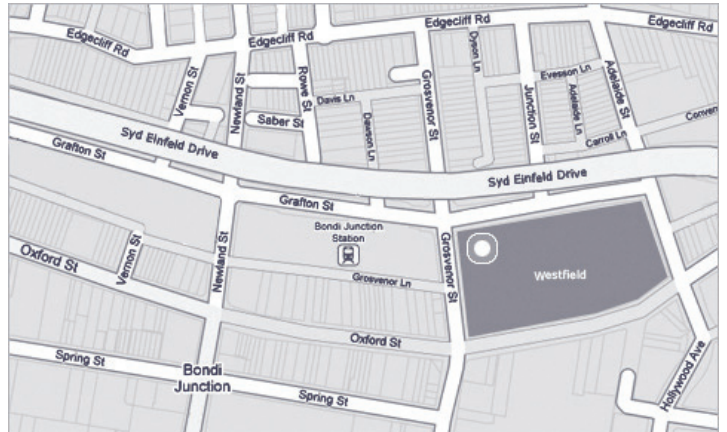 Edgecliff Rd
Edgecliff Rd
Edgecliff Rd
Vernon St
Newland St
Rowe St
Davis Ln
Dawson Ln
Saber St
Grosvenor St
Dyson Ln
Evesson Ln
Junction St
Adelaide Ln
Adelaide St
Carroll Ln
Conven
Syd Einfeld Drive
Syd Einfeld Drive
Grafton St
Grafton St
Bondi Junction
Station
Vernon St
Newland St
Grosvenor St
Westfield
Oxford St
Grosvenor Ln
Oxford St
Spring St
Bondi
Junction
Spring St
Hollywood Ave